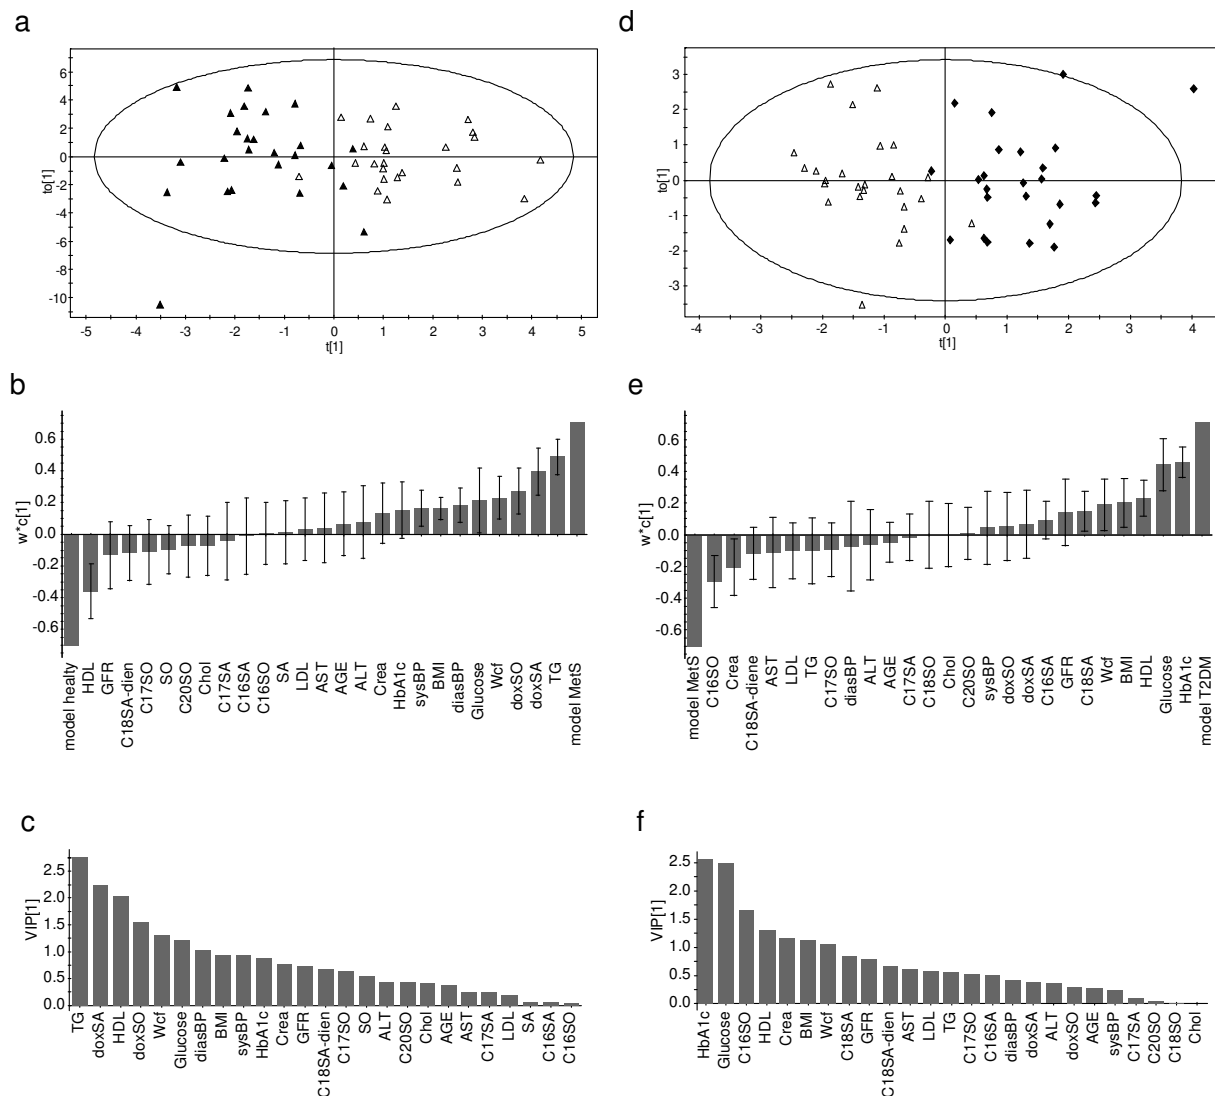 a
to[1]
6
4
2
0
-2
-4
-6
-8
-10
-5
-4
-3
-2
-1
0
1
2
3
4
5
t[1]
b
w*c[1]
0.6
0.4
0.2
0.0
-0.2
-0.4
-0.6
model healty
HDL
GFR
C18SA-dien
C17SO
SO
C20SO
Chol
C17SA
C16SA
C16SO
SA
LDL
AST
AGE
ALT
Crea
HbA1c
sysBP
BMI
diasBP
Glucose
Wcf
doxSO
doxSA
TG
model MetS
c
VIP[1]
2.5
2.0
1.5
1.0
0.5
0.0
TG
doxSA
HDL
doxSO
Wcf
Glucose
diasBP
BMI
sysBP
HbA1c
Crea
GFR
C18SA-dien
C17SO
SO
ALT
C20SO
Chol
AGE
AST
C17SA
LDL
SA
C16SA
C16SO
d
to[1]
3
2
1
0
-1
-2
-3
-4
-3
-2
-1
0
1
2
3
4
t[1]
e
w*c[1]
0.6
0.4
0.2
0.0
-0.2
-0.4
-0.6
model MetS
C16SO
Crea
C18SA-diene
AST
LDL
TG
C17SO
diasBP
ALT
AGE
C17SA
C18SO
Chol
C20SO
sysBP
doxSO
doxSA
C16SA
GFR
C18SA
Wcf
BMI
HDL
Glucose
HbA1c
model T2DM
f
VIP[1]
2.5
2.0
1.5
1.0
0.5
0.0
HbA1c
Glucose
C16SO
HDL
Crea
BMI
Wcf
C18SA
GFR
C18SA-dien
AST
LDL
TG
C17SO
C16SA
diasBP
doxSA
ALT
doxSO
AGE
sysBP
C17SA
C20SO
C18SO
Chol